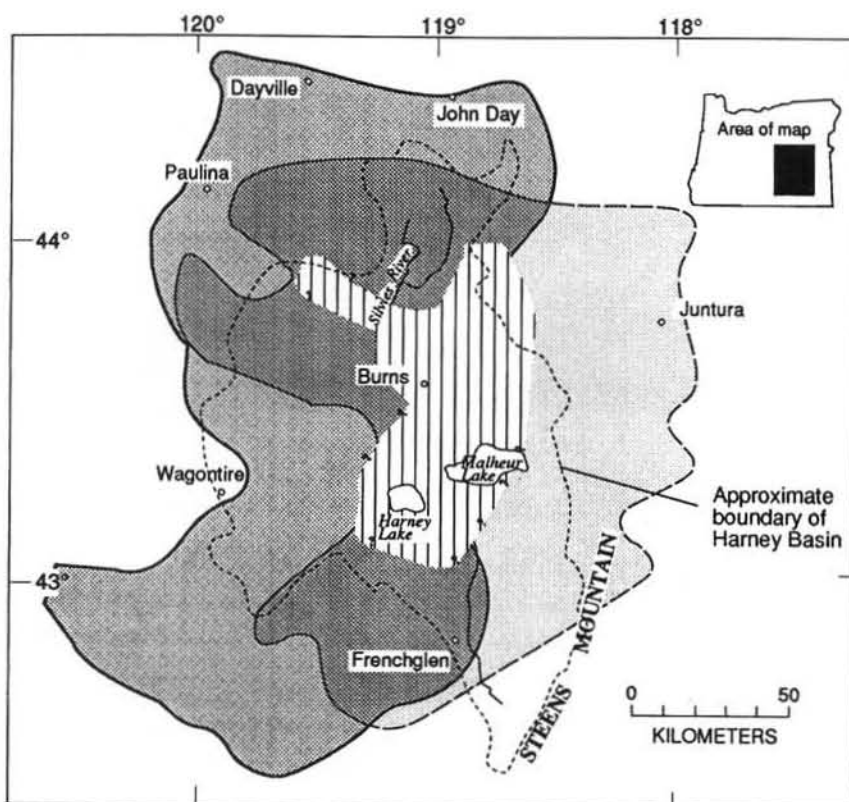 120°
119°
118°
Dayville
John Day
Area of map
Paulina
44°
Silvies River
Juntura
Burns
Malheur
Lake
Wagontire
Harney
Lake
Approximate
boundary of
Harney Basin
43°
Frenchglen
STEENS MOUNTAIN
0 50
KILOMETERS